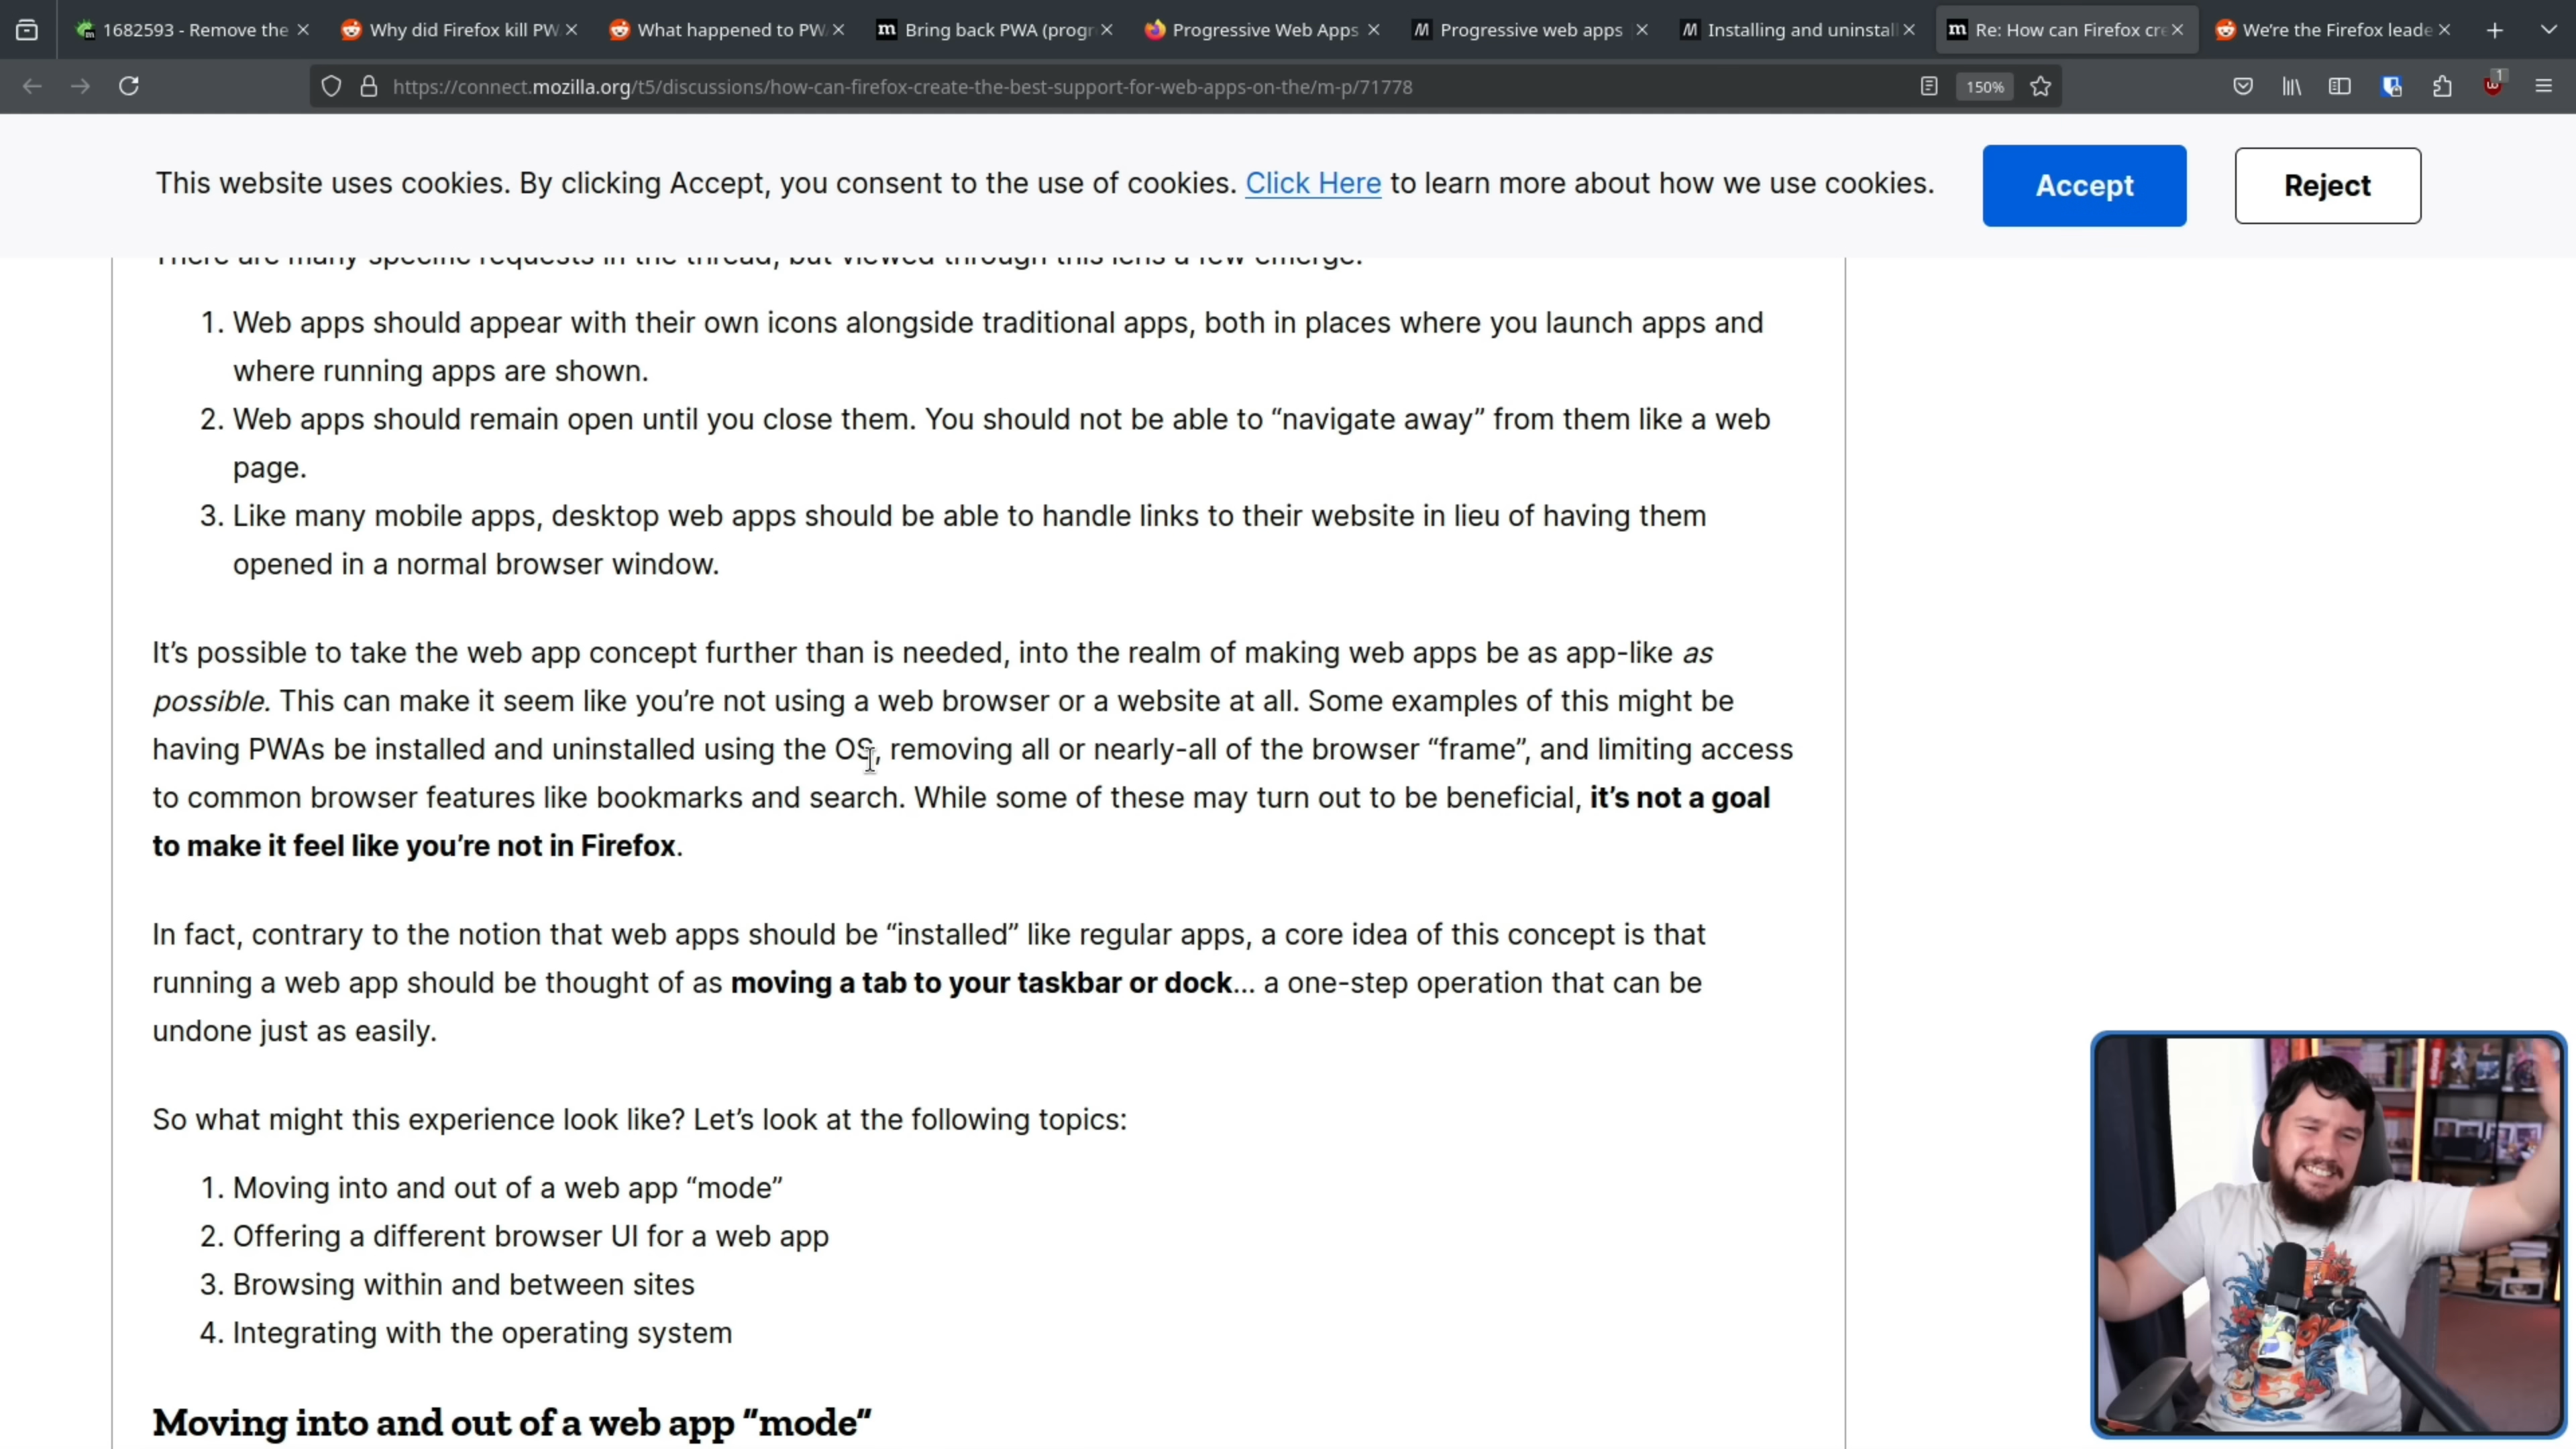 1682593 - Remove the
Why did Firefox kill PW
What happened to PW
Bring back PWA (progr
Progressive Web Apps
Progressive web apps
Installing and uninstall
Re: How can Firefox cre
We're the Firefox leade
https://connect.mozilla.org/t5/discussions/how-can-firefox-create-the-best-support-for-web-apps-on-the/m-p/71778
150%
1
This website uses cookies. By clicking Accept, you consent to the use of cookies. Click Here to learn more about how we use cookies.
Accept
Reject
There are many specific requests in the thread, but viewed through this lens a few emerge:
1. Web apps should appear with their own icons alongside traditional apps, both in places where you launch apps and
where running apps are shown.
2. Web apps should remain open until you close them. You should not be able to “navigate away” from them like a web
page.
3. Like many mobile apps, desktop web apps should be able to handle links to their website in lieu of having them
opened in a normal browser window.
It’s possible to take the web app concept further than is needed, into the realm of making web apps be as app-like as
possible. This can make it seem like you’re not using a web browser or a website at all. Some examples of this might be
having PWAs be installed and uninstalled using the OS, removing all or nearly-all of the browser “frame”, and limiting access
to common browser features like bookmarks and search. While some of these may turn out to be beneficial, it’s not a goal
to make it feel like you’re not in Firefox.
In fact, contrary to the notion that web apps should be “installed” like regular apps, a core idea of this concept is that
running a web app should be thought of as moving a tab to your taskbar or dock... a one-step operation that can be
undone just as easily.
So what might this experience look like? Let’s look at the following topics:
1. Moving into and out of a web app “mode”
2. Offering a different browser UI for a web app
3. Browsing within and between sites
4. Integrating with the operating system
Moving into and out of a web app “mode”